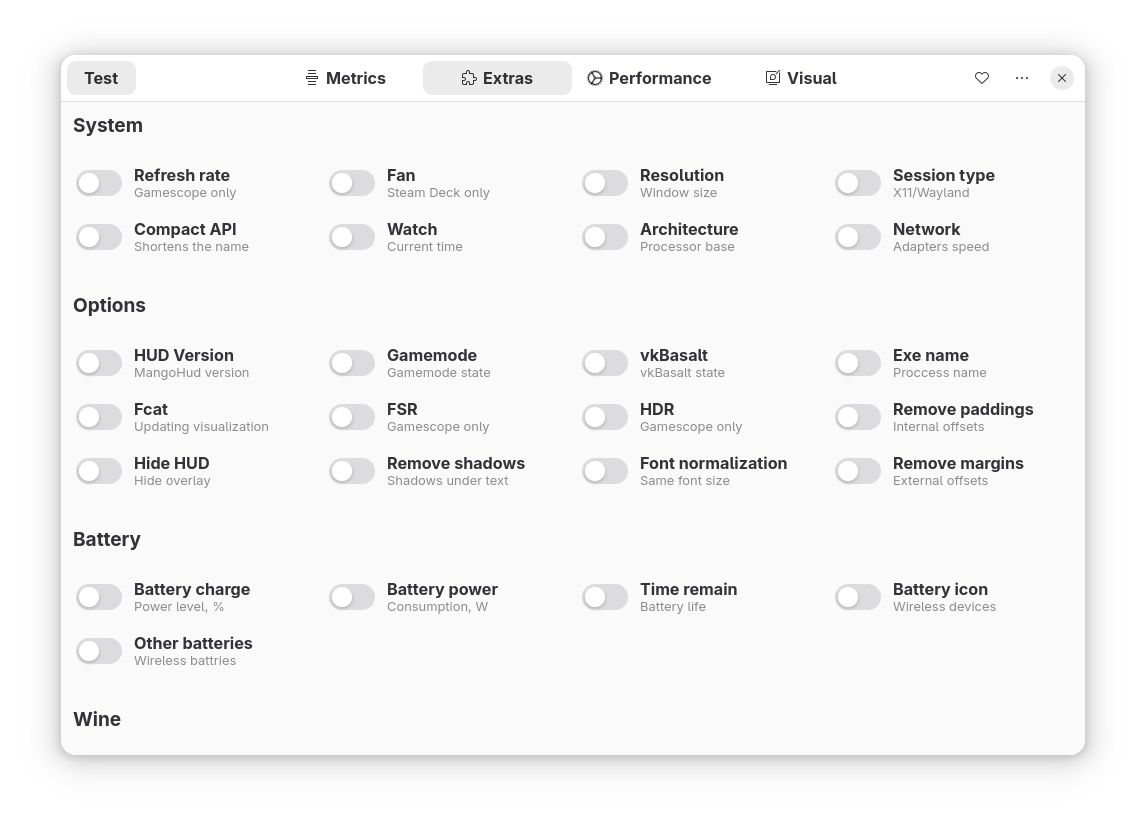 Test
Metrics
Extras
Performance
Visual
System
Refresh rate
Gamescope only
Fan
Steam Deck only
Resolution
Window size
Session type
X11/Wayland
Compact API
Shortens the name
Watch
Current time
Architecture
Processor base
Network
Adapters speed
Options
HUD Version
MangoHud version
Gamemode
Gamemode state
vkBasalt
vkBasalt state
Exe name
Proccess name
Fcat
Updating visualization
FSR
Gamescope only
HDR
Gamescope only
Remove paddings
Internal offsets
Hide HUD
Hide overlay
Remove shadows
Shadows under text
Font normalization
Same font size
Remove margins
External offsets
Battery
Battery charge
Power level, %
Battery power
Consumption, W
Time remain
Battery life
Battery icon
Wireless devices
Other batteries
Wireless battries
Wine